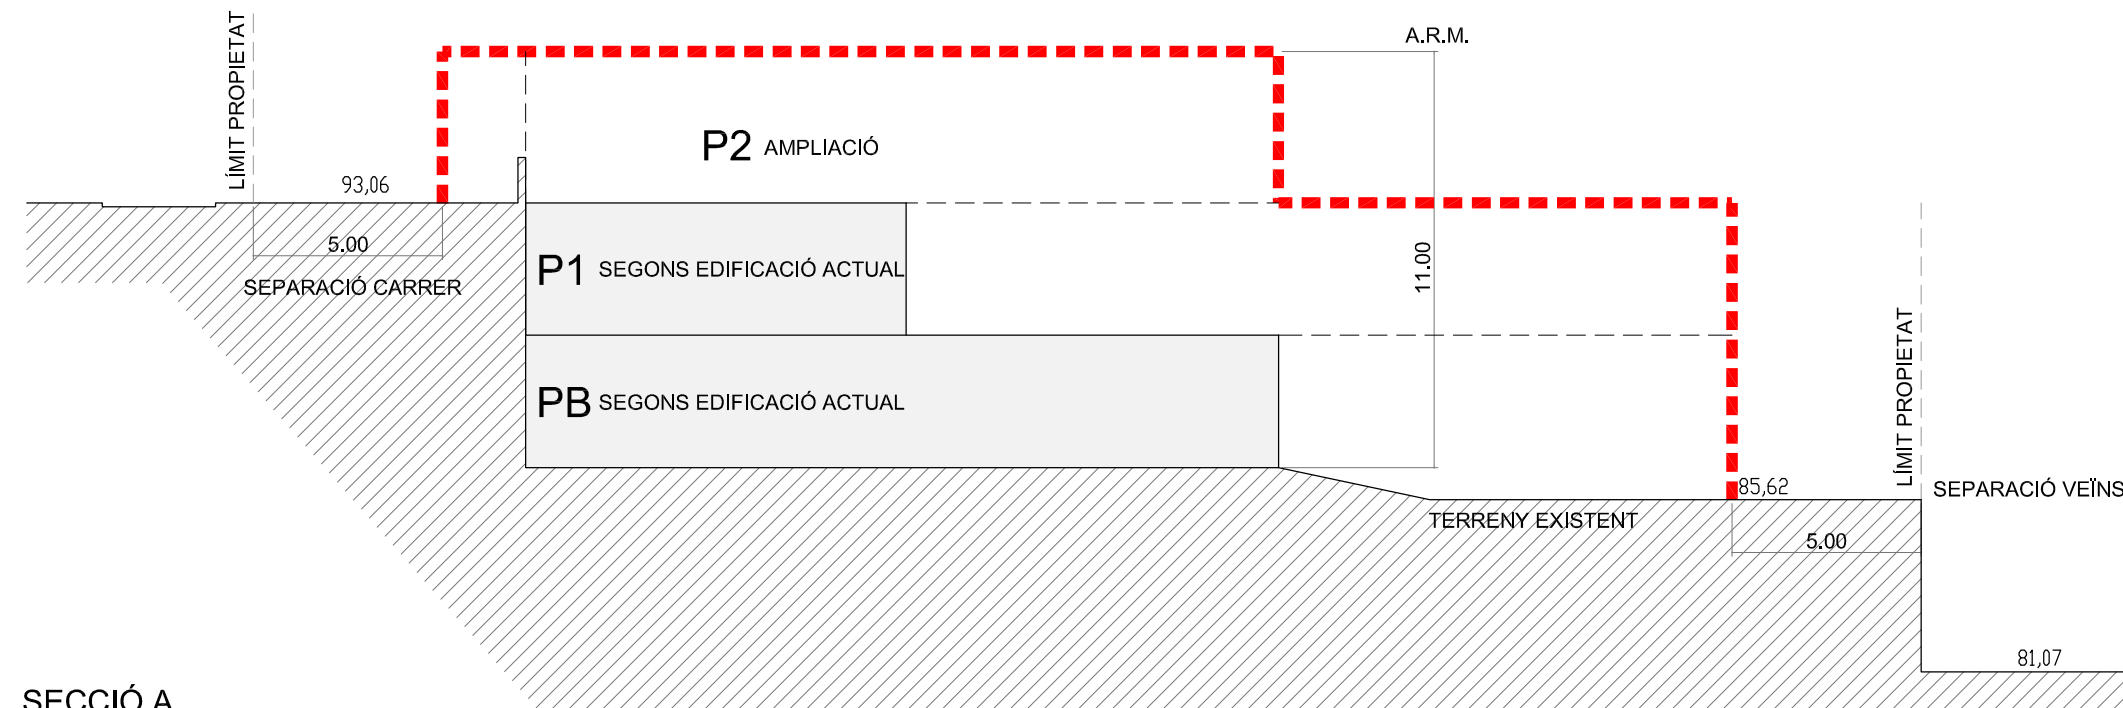 A.R.M.
LÍMIT PROPIETAT
P2 AMPLIACIÓ
93,06
5.00
SEPARACIÓ CARRER
P1 SEGONS EDIFICACIÓ ACTUAL
11.00
PB SEGONS EDIFICACIÓ ACTUAL
LÍMIT PROPIETAT
85,62
SEPARACIÓ VEÏNS
TERRENY EXISTENT
5.00
81,07
SECCIÓ A